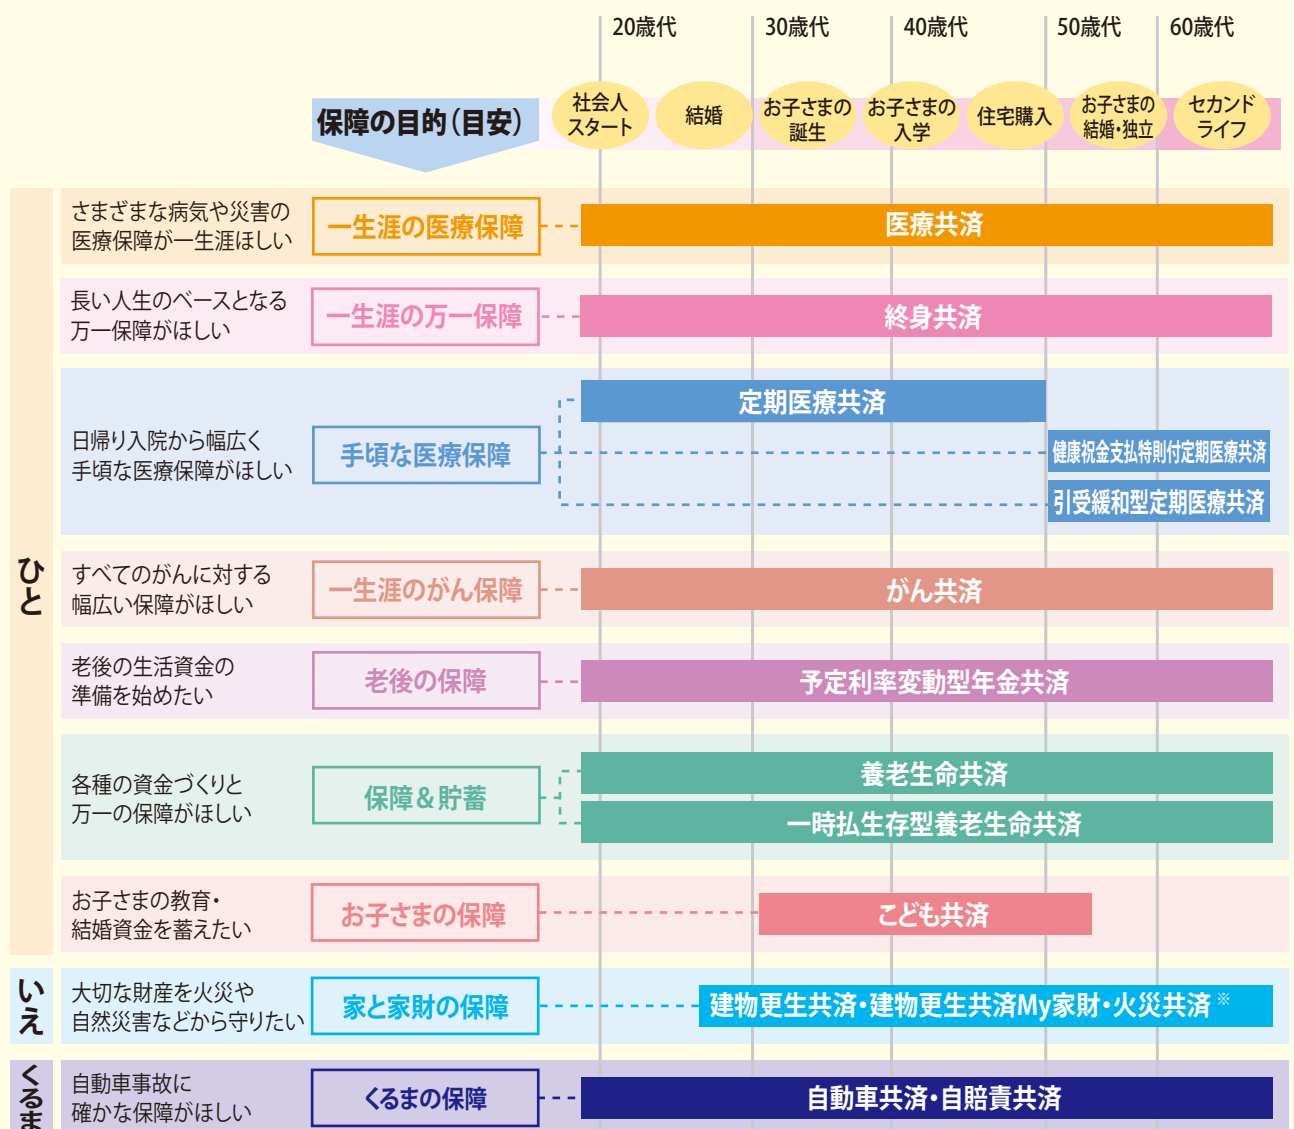 20歳代
30歳代
40歳代
50歳代
60歳代
保障の目的（目安）
社会人
スタート
結婚
お子さまの
誕生
お子さまの
入学
住宅購入
お子さまの
結婚・独立
セカンド
ライフ
ひと
さまざまな病気や災害の
医療保障が一生涯ほしい
一生涯の医療保障
医療共済
長い人生のベースとなる
万一保障がほしい
一生涯の万一保障
終身共済
日帰り入院から幅広く
手頃な医療保障がほしい
手頃な医療保障
定期医療共済
健康祝金支払特則付定期医療共済
引受緩和型定期医療共済
すべてのがんに対する
幅広い保障がほしい
一生涯のがん保障
がん共済
老後の生活資金の
準備を始めたい
老後の保障
予定利率変動型年金共済
各種の資金づくりと
万一の保障がほしい
保障＆貯蓄
養老生命共済
一時払生存型養老生命共済
お子さまの教育・
結婚資金を蓄えたい
お子さまの保障
こども共済
いえ
大切な財産を火災や
自然災害などから守りたい
家と家財の保障
建物更生共済・建物更生共済My家財・火災共済※
くるま
自動車事故に
確かな保障がほしい
くるまの保障
自動車共済・自賠責共済